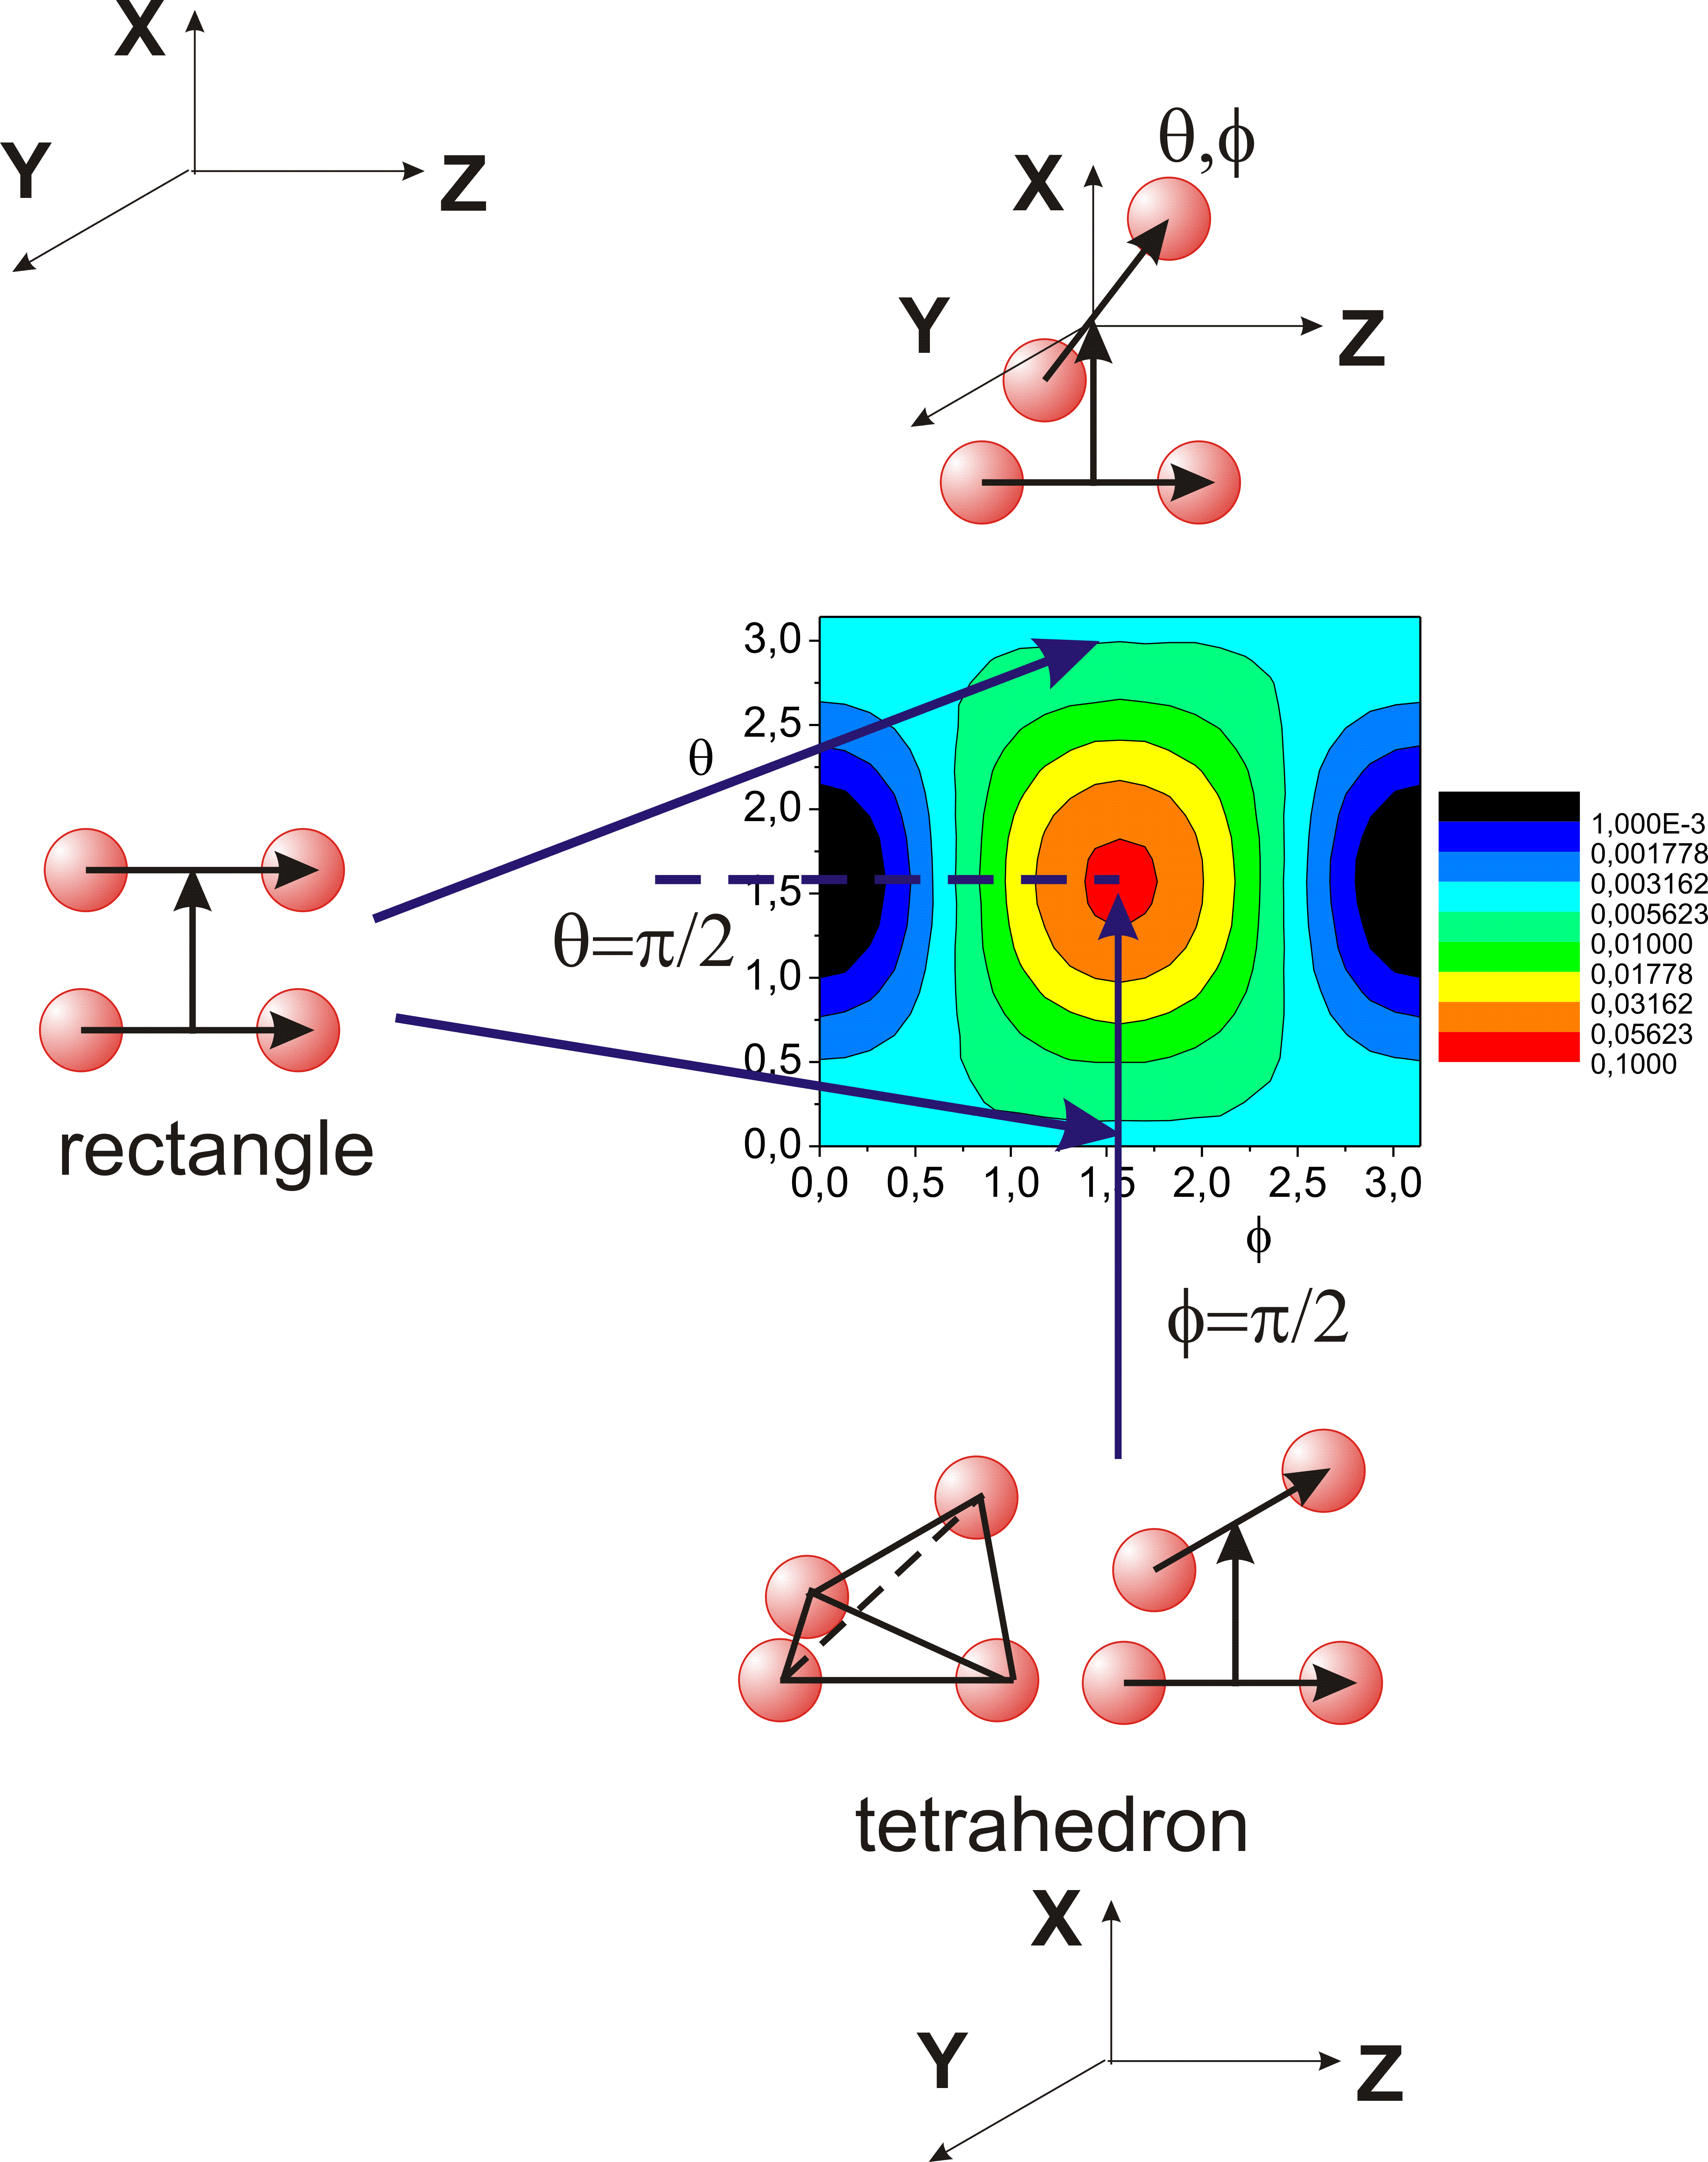 X
Y
Z
θ,φ
X
Y
Z
3,0
2,5
θ
2,0
1,5
θ=π/2
1,0
0,5
0,0
0,0 0,5 1,0 1,5 2,0 2,5 3,0
φ
1,000E-3
0,001778
0,003162
0,005623
0,01000
0,01778
0,03162
0,05623
0,1000
rectangle
φ=π/2
tetrahedron
X
Y
Z